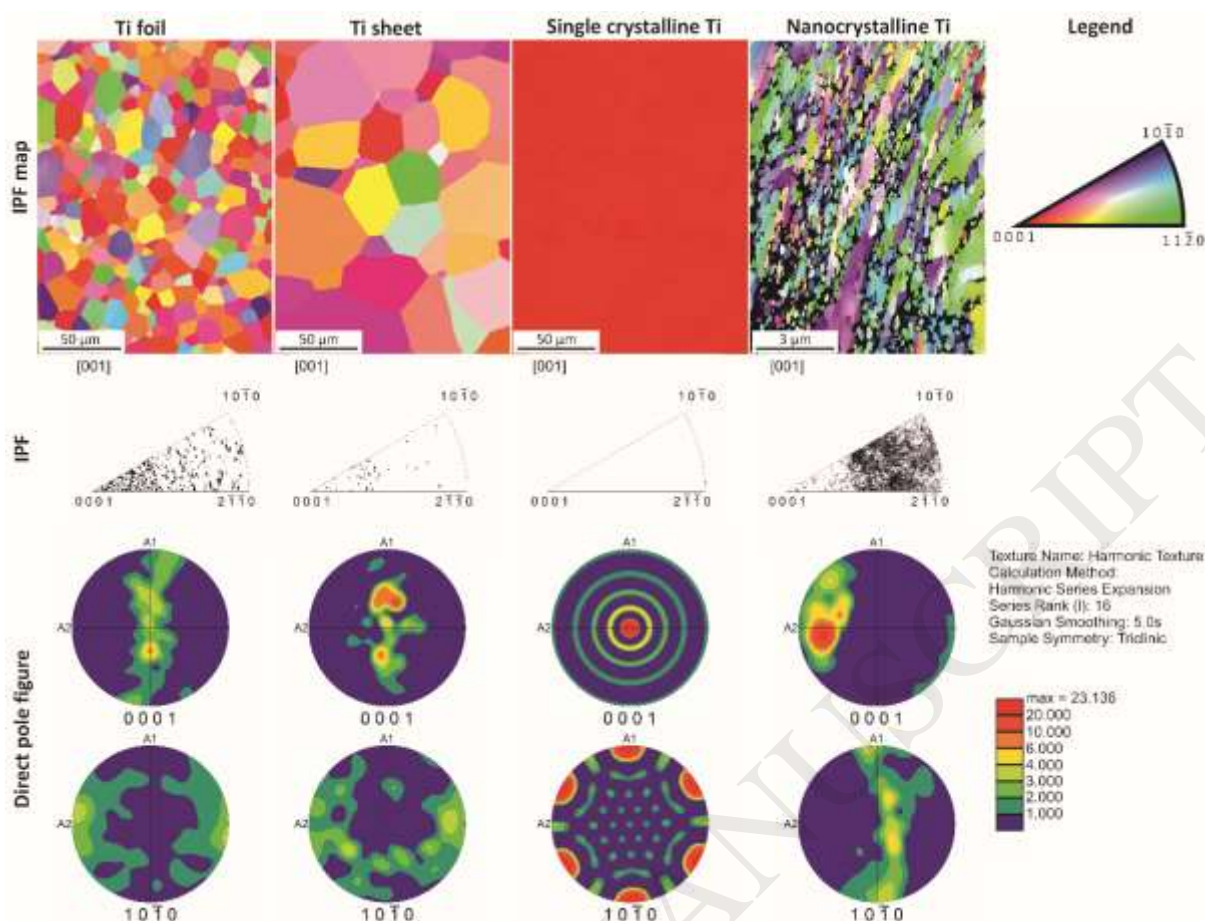 Ti foil Ti sheet Single crystalline Ti Nanocrystalline Ti Legend
IPF map
101̄0
0001
112̄0
50 µm 50 µm 50 µm 3 µm
[001] [001] [001] [001]
IPF
101̄0 101̄0 101̄0 101̄0
0001 21̄1̄0 0001 21̄1̄0 0001 21̄1̄0 0001 2110
Direct pole figure
A1 A1 A1 A1
A2 A2 A2 A2
0001 0001 0001 0001
Texture Name: Harmonic Texture
Calculation Method:
Harmonic Series Expansion
Series Rank (l): 16
Gaussian Smoothing: 5.0s
Sample Symmetry: Triclinic
max = 23.136
20.000
10.000
6.000
4.000
3.000
2.000
1.000
A1 A1 A1 A1
A2 A2 A2 A2
101̄0 101̄0 101̄0 101̄0
ANUSCRIPT